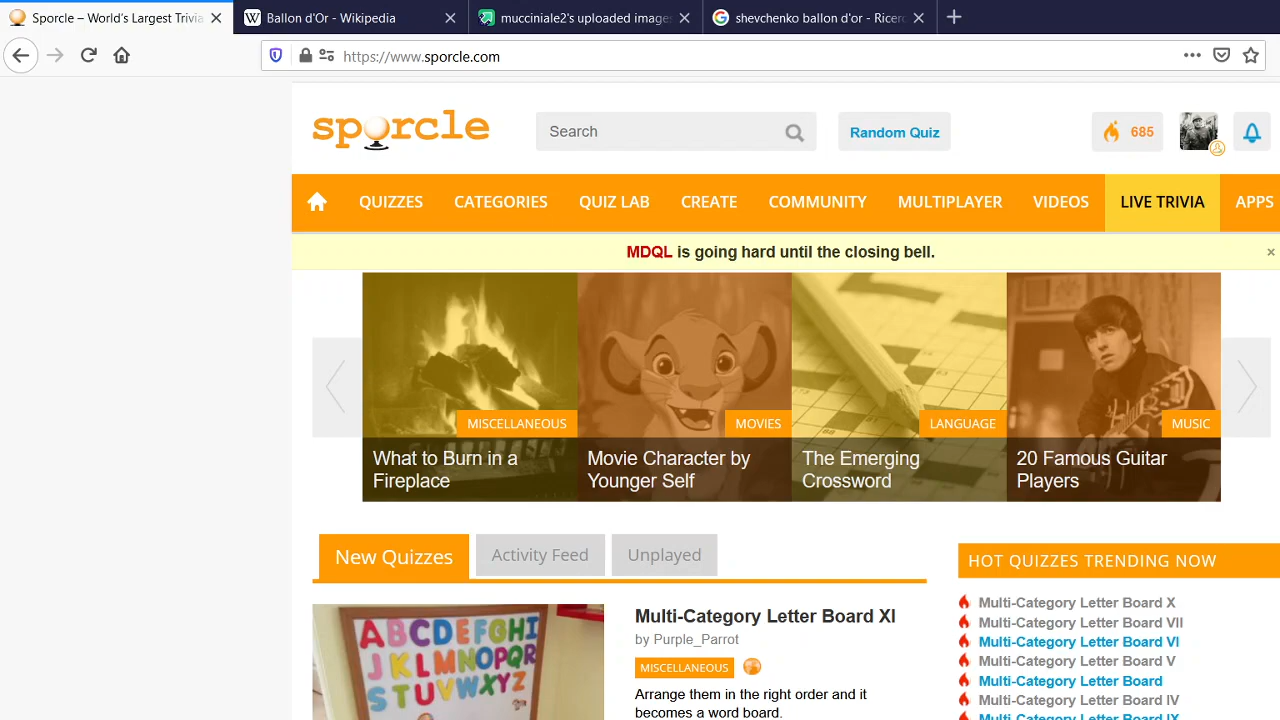 Sporcle – World's Largest Trivia
Ballon d'Or - Wikipedia
mucciniale2's uploaded images
shevchenko ballon d'or - Ricerc
https://www.sporcle.com
sporcle
Search
Random Quiz
685
QUIZZES
CATEGORIES
QUIZ LAB
CREATE
COMMUNITY
MULTIPLAYER
VIDEOS
LIVE TRIVIA
APPS
MDQL is going hard until the closing bell.
MISCELLANEOUS
What to Burn in a
Fireplace
MOVIES
Movie Character by
Younger Self
LANGUAGE
The Emerging
Crossword
MUSIC
20 Famous Guitar
Players
New Quizzes
Activity Feed
Unplayed
ABCDEFGHI
JKLMNOPQR
STUVWXYZ
Multi-Category Letter Board XI
by Purple_Parrot
MISCELLANEOUS
Arrange them in the right order and it
becomes a word board.
HOT QUIZZES TRENDING NOW
Multi-Category Letter Board X
Multi-Category Letter Board VII
Multi-Category Letter Board VI
Multi-Category Letter Board V
Multi-Category Letter Board
Multi-Category Letter Board IV
Multi-Category Letter Board IX